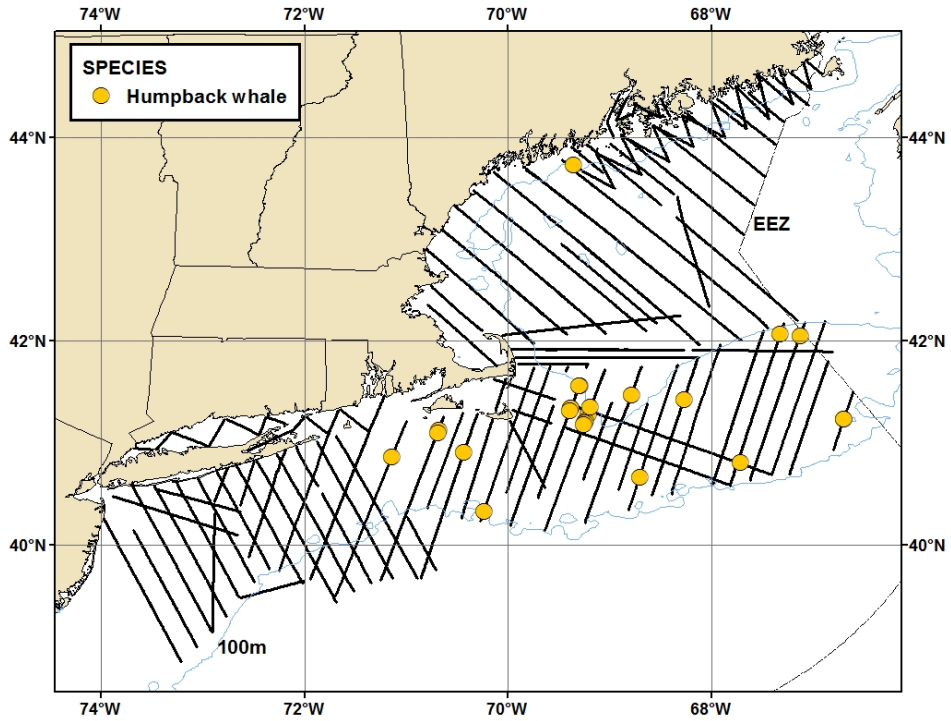 74°W 72°W 70°W 68°W
SPECIES
Humpback whale
44°N 44°N
EEZ
42°N 42°N
40°N 40°N
100m
74°W 72°W 70°W 68°W